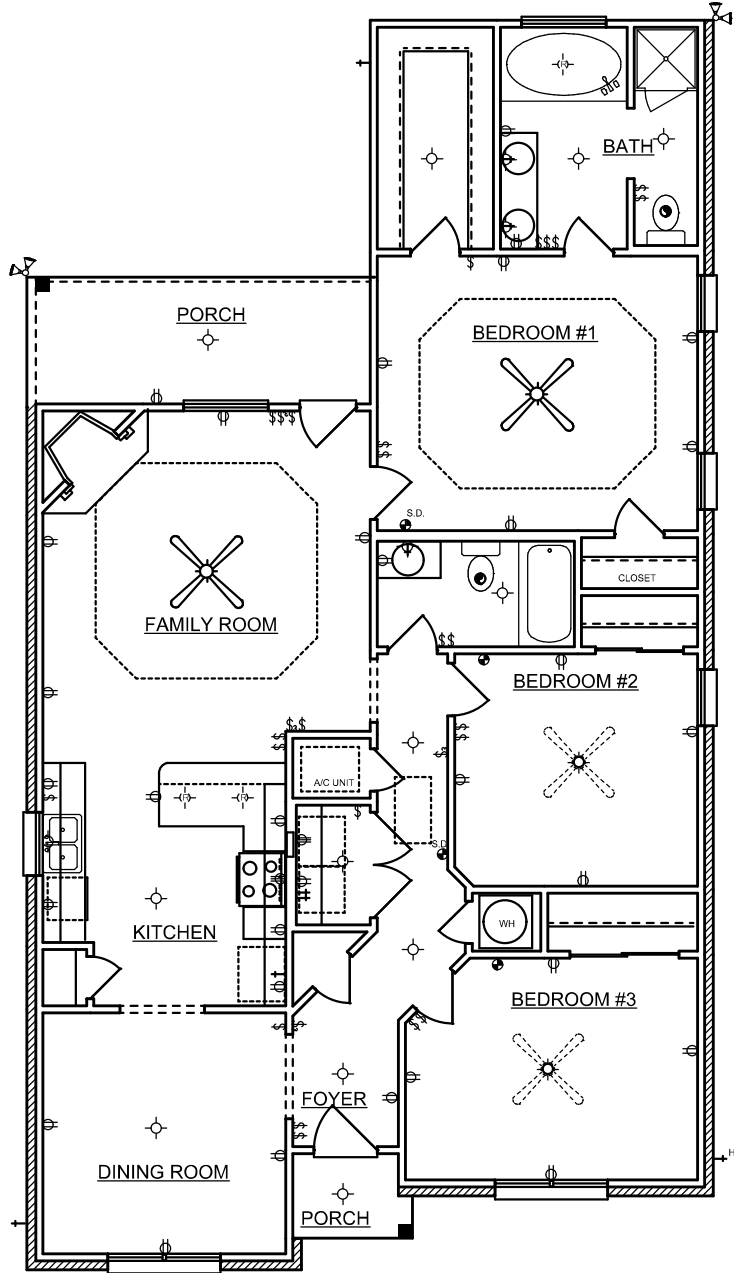 BATH
(R)
$$$
$
PORCH
BEDROOM #1
$$$
S.D.
CLOSET
FAMILY ROOM
$$
BEDROOM #2
A/C UNIT
(R)
(R)
$
S.D.
KITCHEN
WH
BEDROOM #3
FOYER
H
DINING ROOM
PORCH